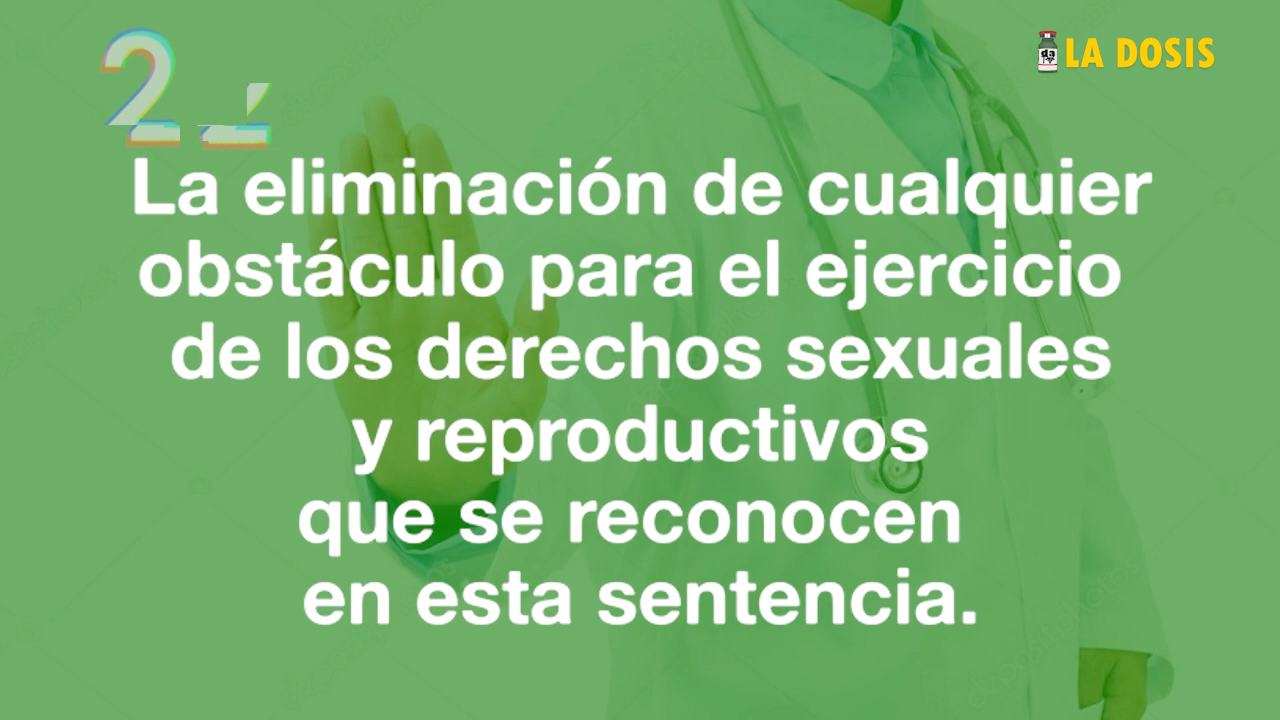 2
LA DOSIS
La eliminación de cualquier
obstáculo para el ejercicio
de los derechos sexuales
y reproductivos
que se reconocen
en esta sentencia.